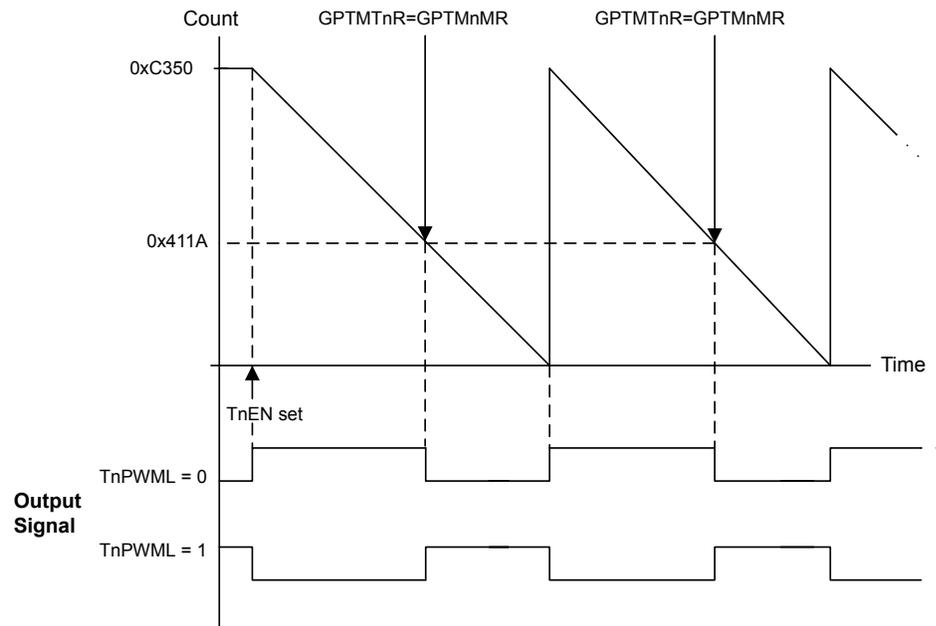 Count
GPTMTnR=GPTMnMR
GPTMTnR=GPTMnMR
0xC350
0x411A
Time
TnEN set
TnPWML = 0
Output
Signal
TnPWML = 1